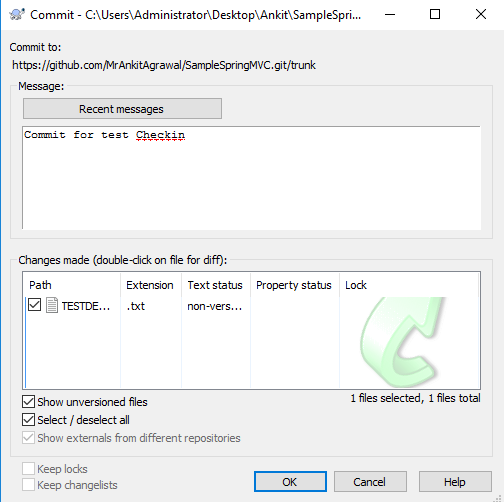 Commit - C:\Users\Administrator\Desktop\Ankit\SampleSpri...
Commit to:
https://github.com/MrAnkitAgrawal/SampleSpringMVC.git/trunk
Message:
Recent messages
Commit for test Checkin
Changes made (double-click on file for diff):
Path Extension Text status Property status Lock
TESTDE... .txt non-vers...
Show unversioned files
1 files selected, 1 files total
Select / deselect all
Show externals from different repositories
Keep locks
Keep changelists
OK Cancel Help